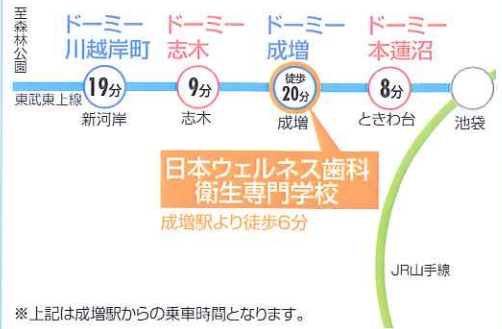 至森林公園
ドーミー
川越岸町
ドーミー
志木
ドーミー
成増
ドーミー
本蓮沼
19分
9分
徒歩
20分
8分
東武東上線
新河岸
志木
成増
ときわ台
池袋
日本ウェルネス歯科
衛生専門学校
成増駅より徒歩6分
JR山手線
※上記は成増駅からの乗車時間となります。